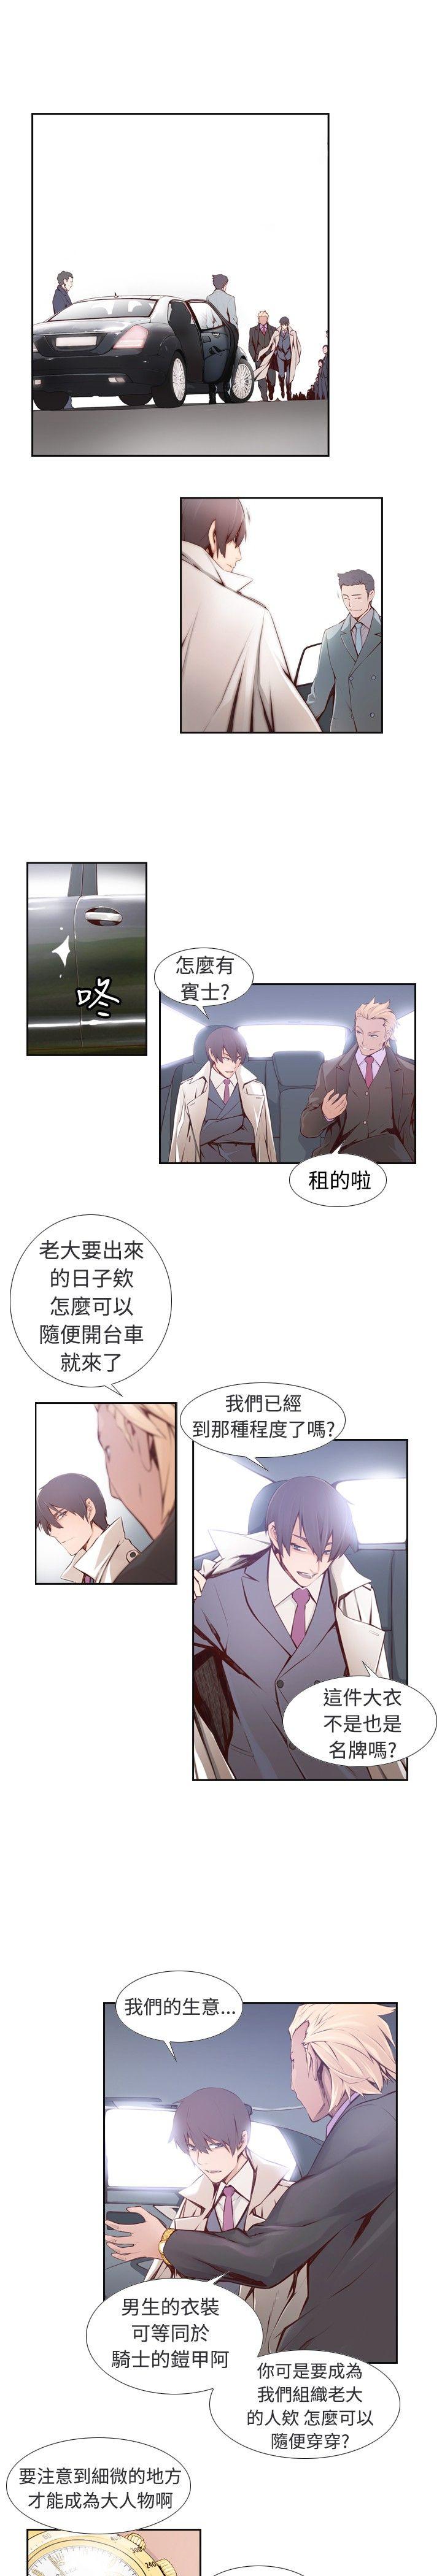 咚
怎麼有
賓士?
租的啦
老大要出來
的日子欸
怎麼可以
隨便開台車
就來了
我們已經
到那種程度了嗎?
這件大衣
不是也是
名牌嗎?
我們的生意...
男生的衣裝
可等同於
騎士的鎧甲阿
你可是要成為
我們組織老大
的人欸 怎麼可以
隨便穿穿?
要注意到細微的地方
才能成為大人物啊
240